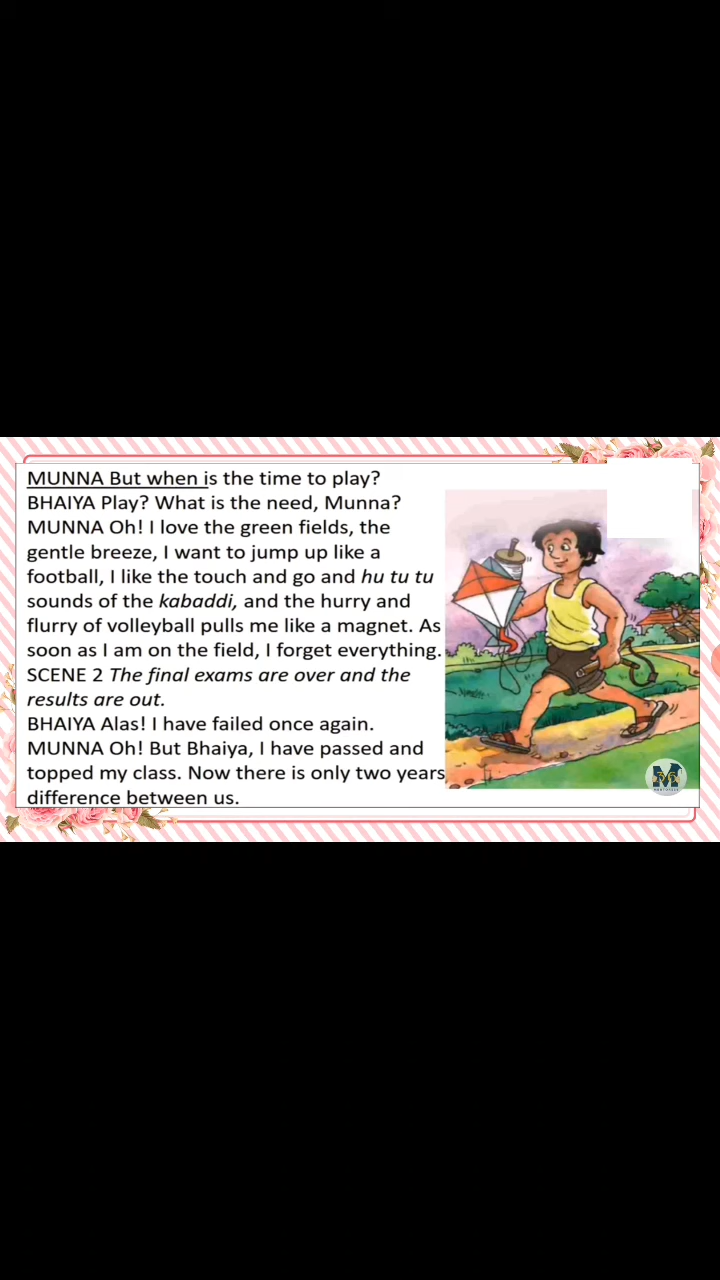 MUNNA But when is the time to play?
BHAIYA Play? What is the need, Munna?
MUNNA Oh! I love the green fields, the
gentle breeze, I want to jump up like a
football, I like the touch and go and hu tu tu
sounds of the kabaddi, and the hurry and
flurry of volleyball pulls me like a magnet. As
soon as I am on the field, I forget everything.
SCENE 2 The final exams are over and the
results are out.
BHAIYA Alas! I have failed once again.
MUNNA Oh! But Bhaiya, I have passed and
topped my class. Now there is only two years
difference between us.
M